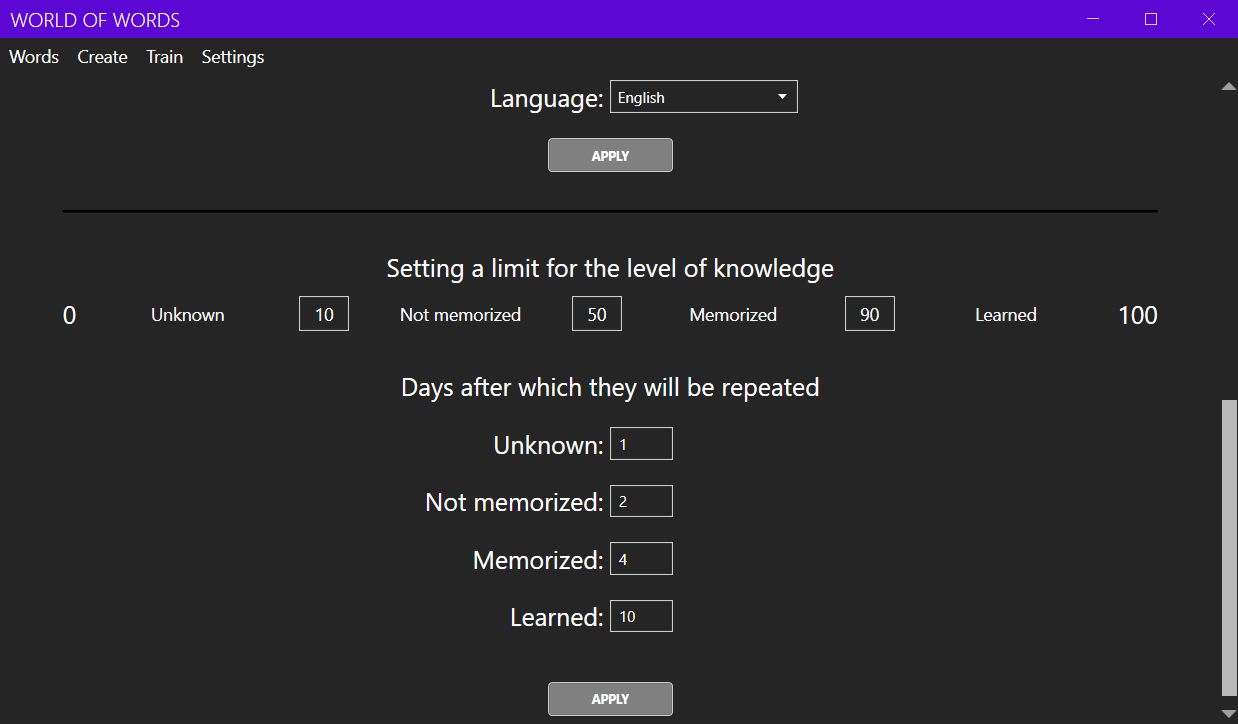 WORLD OF WORDS
Words Create Train Settings
Language: English
APPLY
Setting a limit for the level of knowledge
0 Unknown 10 Not memorized 50 Memorized 90 Learned 100
Days after which they will be repeated
Unknown: 1
Not memorized: 2
Memorized: 4
Learned: 10
APPLY